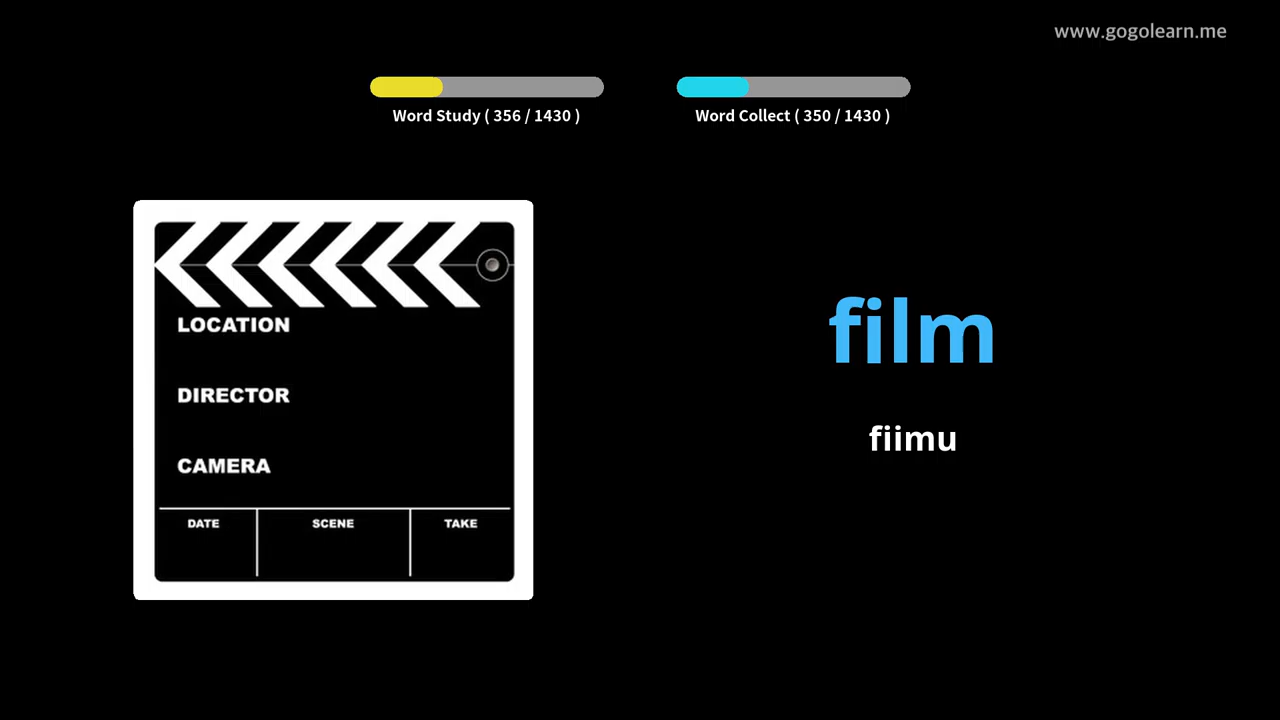 www.gogolearn.me
Word Study ( 356 / 1430 )
Word Collect ( 350 / 1430 )
LOCATION
DIRECTOR
CAMERA
DATE
SCENE
TAKE
film
fiimu